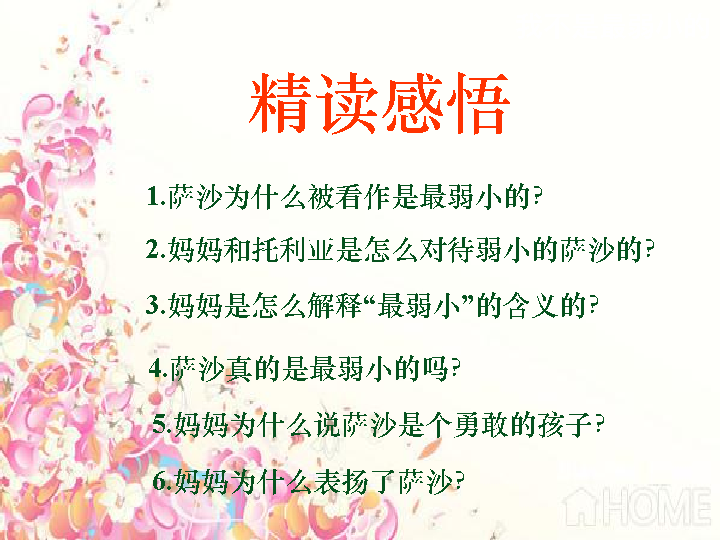 精读感悟
1.萨沙为什么被看作是最弱小的?
2.妈妈和托利亚是怎么对待弱小的萨沙的?
3.妈妈是怎么解释“最弱小”的含义的?
4.萨沙真的是最弱小的吗?
5.妈妈为什么说萨沙是个勇敢的孩子?
6.妈妈为什么表扬了萨沙?
HOME